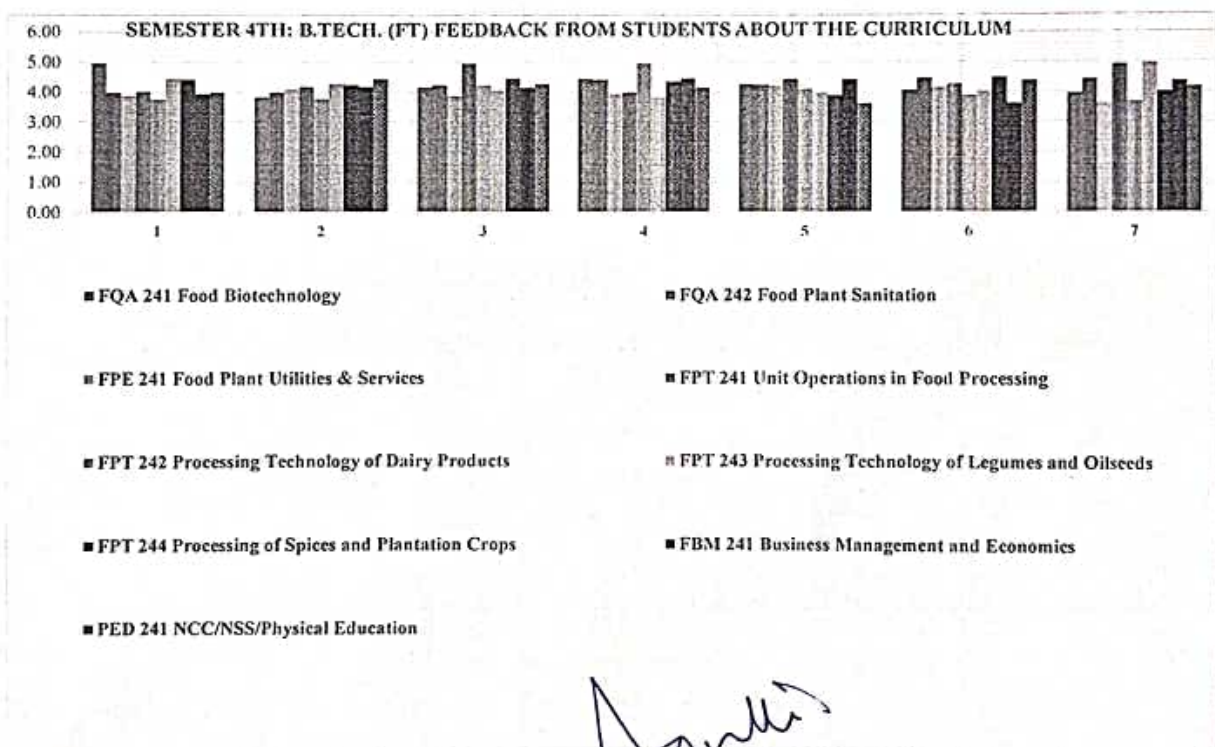 SEMESTER 4TH: B.TECH. (FT) FEEDBACK FROM STUDENTS ABOUT THE CURRICULUM
6.00
5.00
4.00
3.00
2.00
1.00
0.00
1 2 3 4 5 6 7
FQA 241 Food Biotechnology
FQA 242 Food Plant Sanitation
FPE 241 Food Plant Utilities & Services
FPT 241 Unit Operations in Food Processing
FPT 242 Processing Technology of Dairy Products
FPT 243 Processing Technology of Legumes and Oilseeds
FPT 244 Processing of Spices and Plantation Crops
FBM 241 Business Management and Economics
PED 241 NCC/NSS/Physical Education